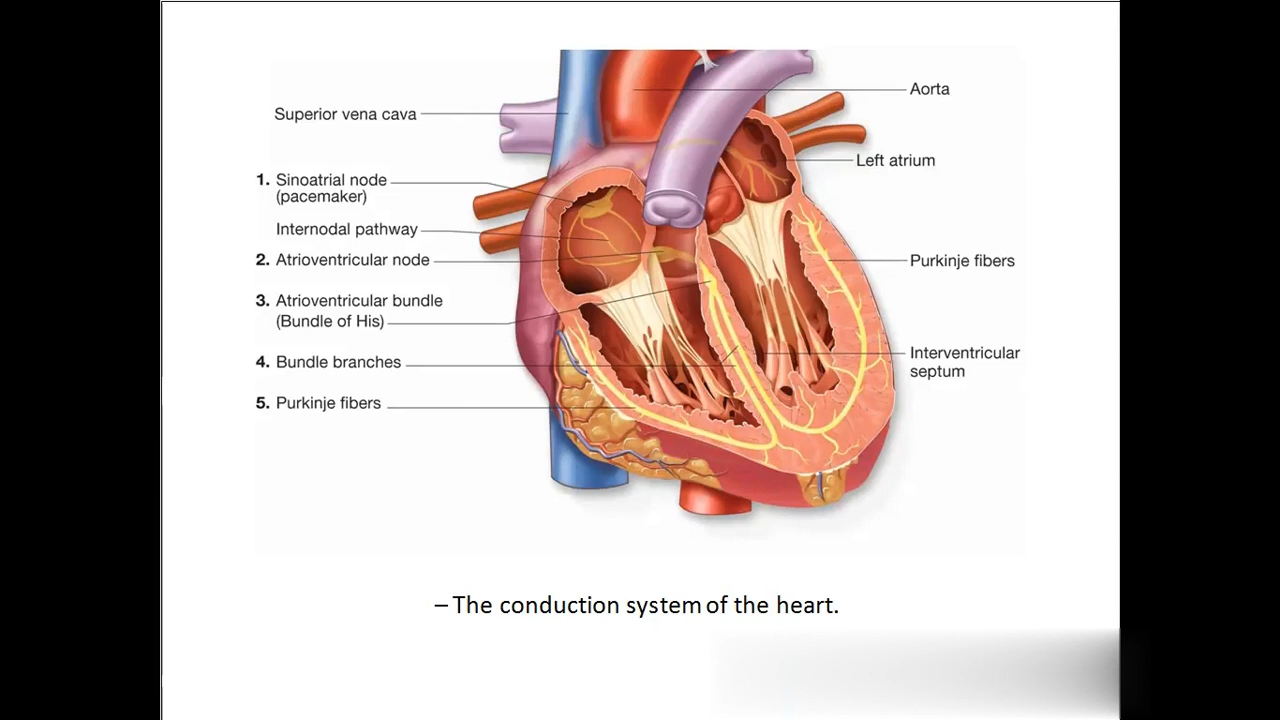 Superior vena cava
1. Sinoatrial node
(pacemaker)
Internodal pathway
2. Atrioventricular node
3. Atrioventricular bundle
(Bundle of His)
4. Bundle branches
5. Purkinje fibers
Aorta
Left atrium
Purkinje fibers
Interventricular
septum
– The conduction system of the heart.